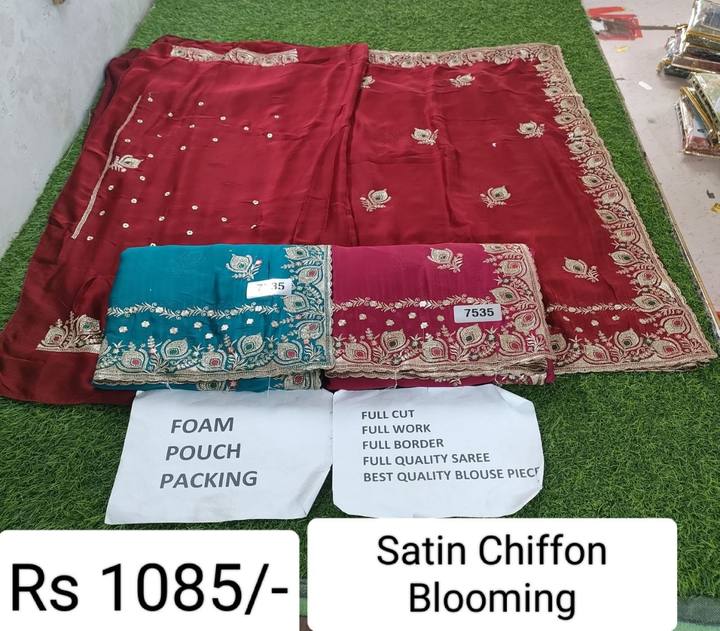 7535
7535
FOAM
POUCH
PACKING
FULL CUT
FULL WORK
FULL BORDER
FULL QUALITY SAREE
BEST QUALITY BLOUSE PIECE
Rs 1085/-
Satin Chiffon
Blooming